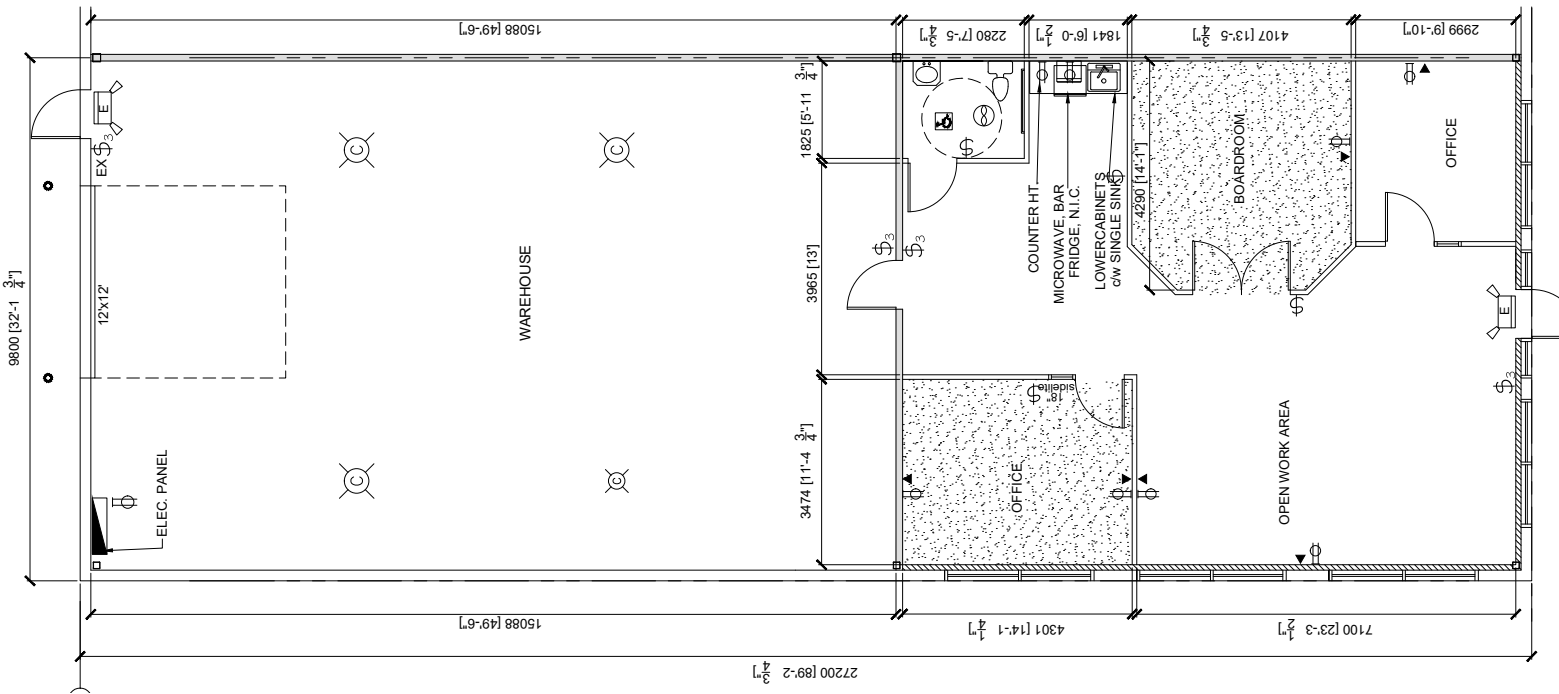 15088 [49'-6"]
2280 [7'-5 3/4"]
1841 [6'-0 1/2"]
4107 [13'-5 3/4"]
2999 [9'-10"]
9800 [32'-1 3/4"]
12'x12'
EX
$3
E
C
C
C
C
WAREHOUSE
ELEC. PANEL
1825 [5'-11 3/4"]
3965 [13']
3474 [11'-4 3/4"]
$3
$3
$
COUNTER HT.
MICROWAVE, BAR
FRIDGE, N.I.C.
LOWERCABINETS
c/w SINGLE SINK
$
4290 [14'-1"]
BOARDROOM
$
OFFICE
18"
sidelite
$
OFFICE
OPEN WORK AREA
E
$3
15088 [49'-6"]
4301 [14'-1 1/4"]
7100 [23'-3 1/2"]
27200 [89'-2 3/4"]